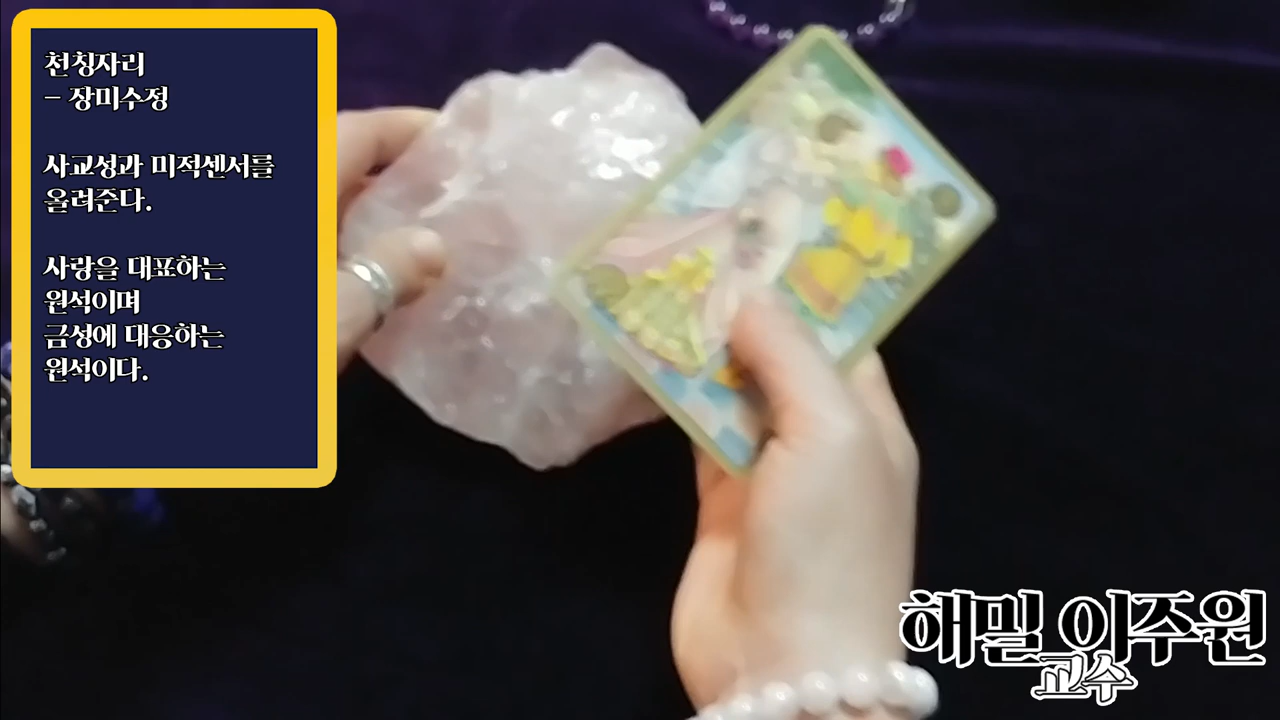 천칭자리
- 장미수정
사교성과 미적센서를
올려준다.
사랑을 대표하는
원석이며
금성에 대응하는
원석이다.
해밀 이주원
교수